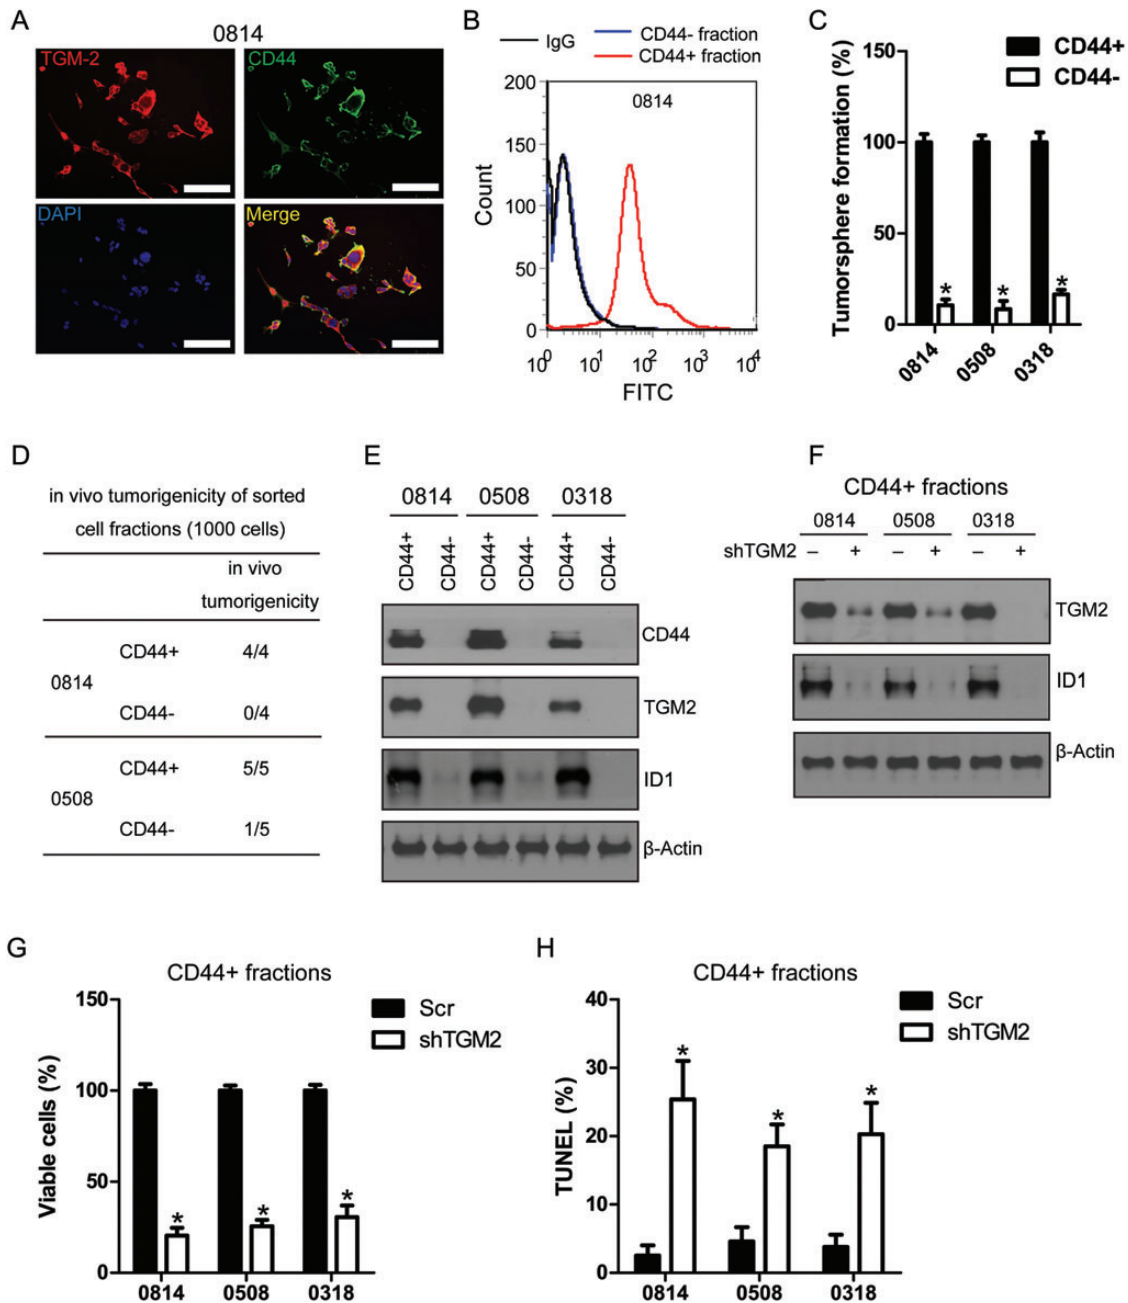 A
0814
TGM-2
CD44
DAPI
Merge
B
IgG
CD44- fraction
CD44+ fraction
0814
200
150
100
50
0
Count
10^0 10^1 10^2 10^3 10^4
FITC
C
CD44+
CD44-
150
100
50
0
Tumorsphere formation (%)
* * *
0814 0508 0318
D
in vivo tumorigenicity of sorted
cell fractions (1000 cells)
in vivo
tumorigenicity
0814
CD44+ 4/4
CD44- 0/4
0508
CD44+ 5/5
CD44- 1/5
E
0814 0508 0318
CD44+ CD44- CD44+ CD44- CD44+ CD44-
CD44
TGM2
ID1
β-Actin
F
CD44+ fractions
0814 0508 0318
shTGM2 – + – + – +
TGM2
ID1
β-Actin
G
CD44+ fractions
Scr
shTGM2
150
100
50
0
Viable cells (%)
* * *
0814 0508 0318
H
CD44+ fractions
Scr
shTGM2
40
30
20
10
0
TUNEL (%)
* * *
0814 0508 0318